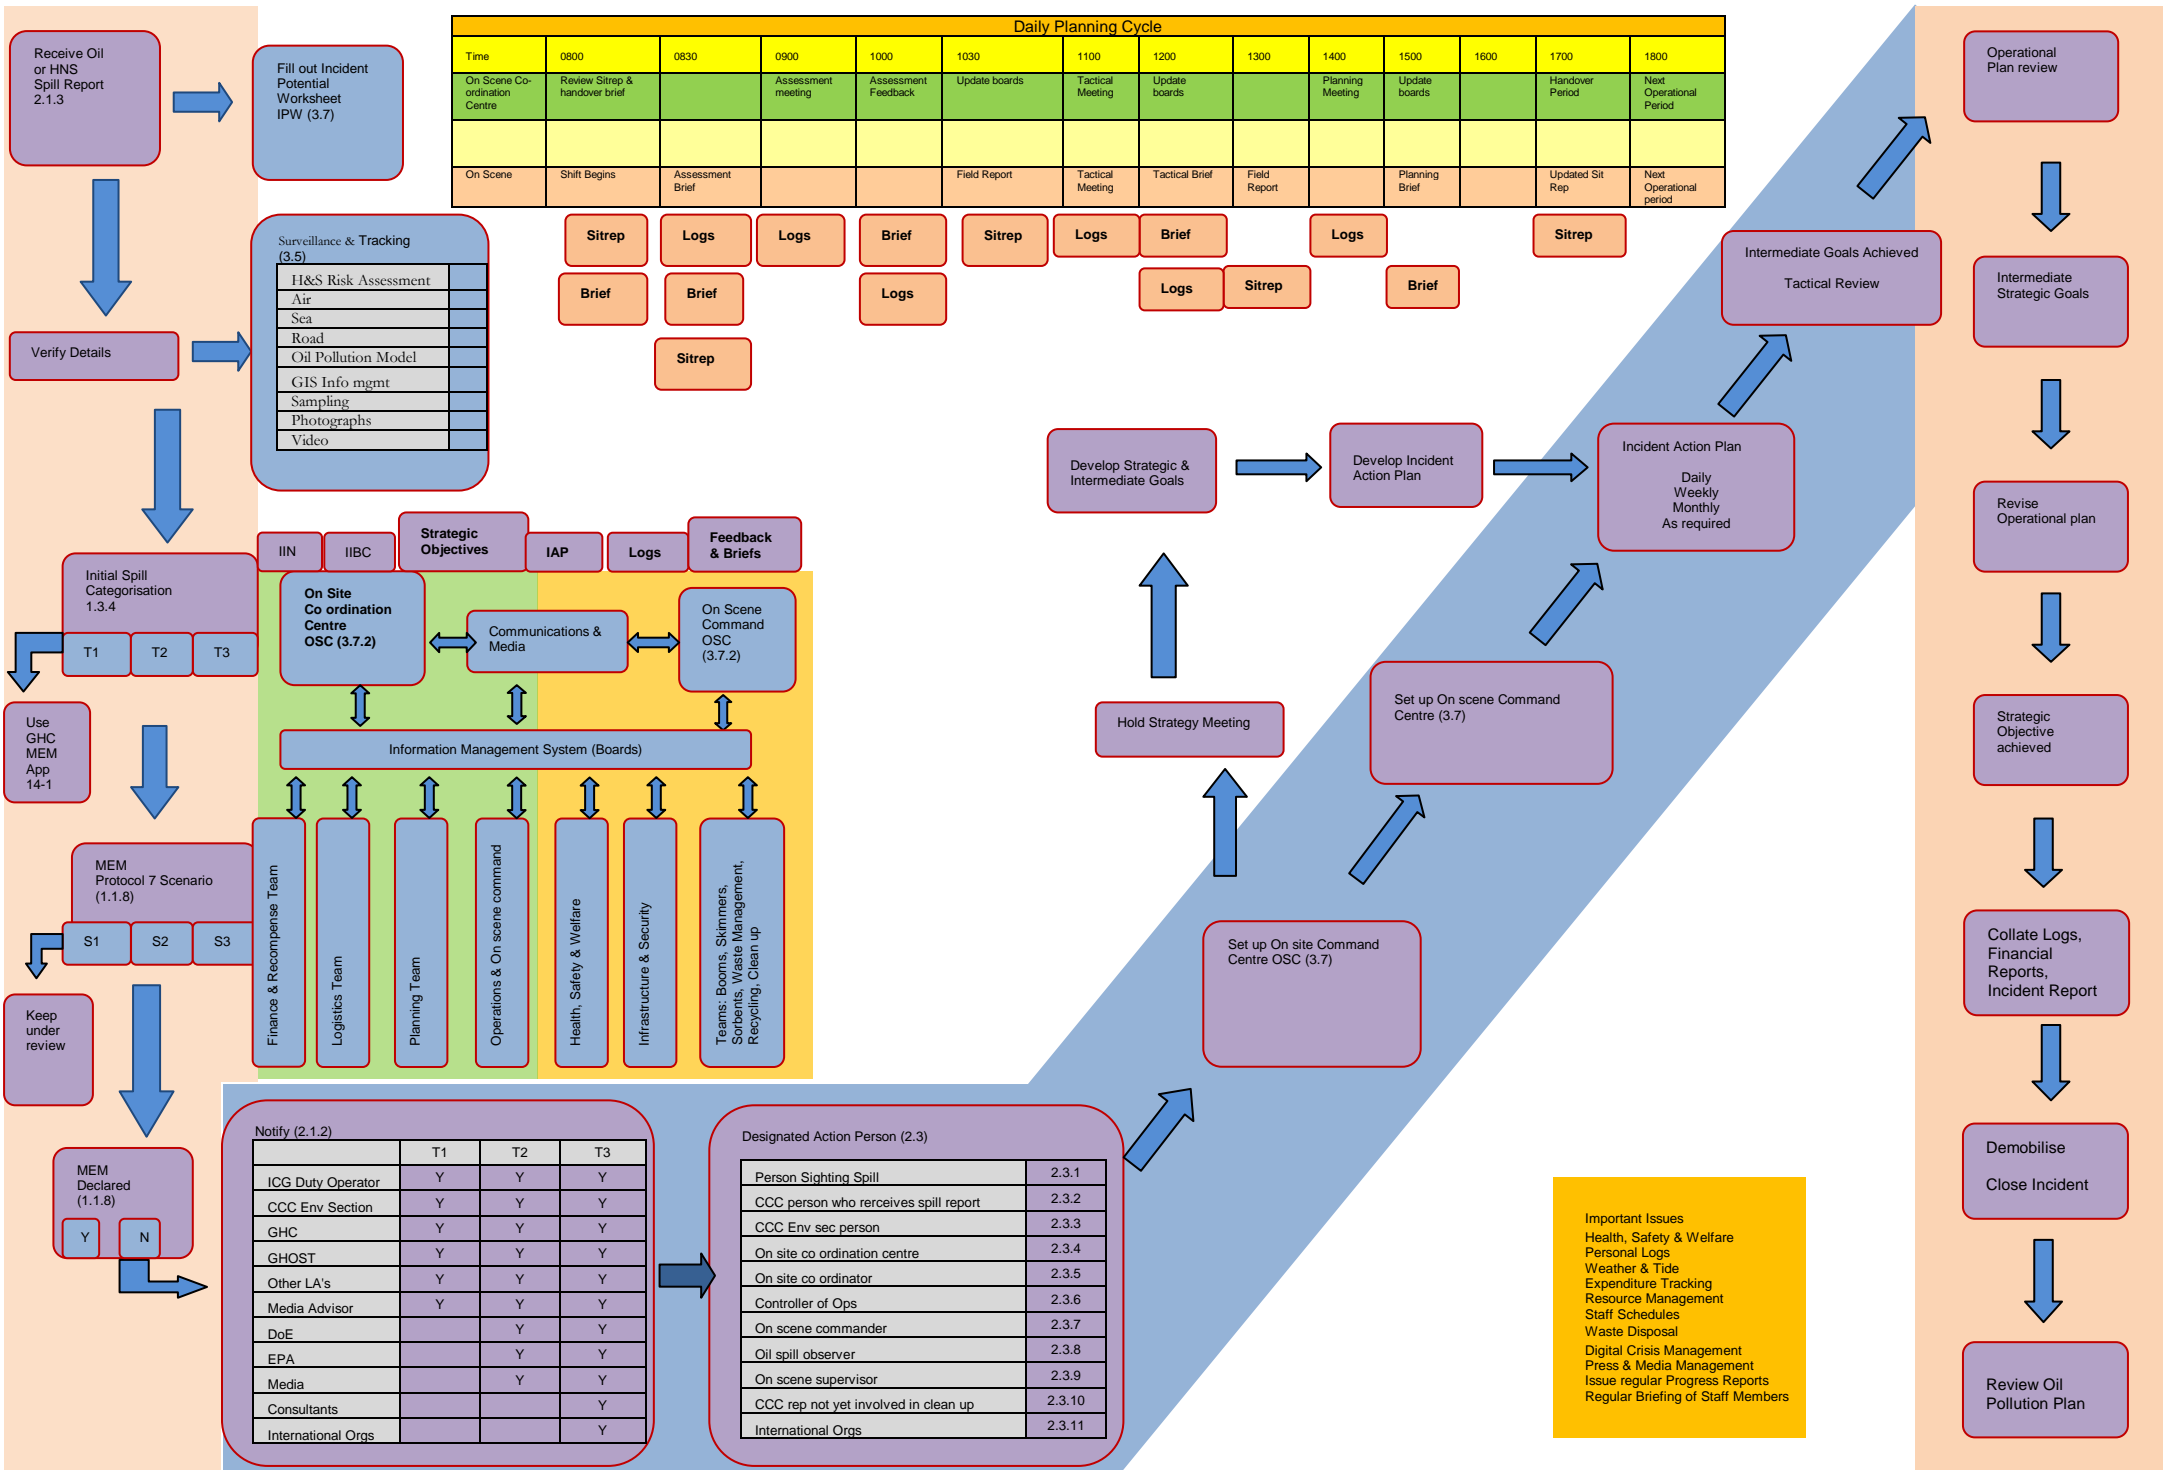 Receive Oil
or HNS
Spill Report
2.1.3
Fill out Incident
Potential
Worksheet
IPW (3.7)
Daily Planning Cycle
Time 0800 0830 0900 1000 1030 1100 1200 1300 1400 1500 1600 1700 1800
On Scene Co-
ordination
Centre
Review Sitrep &
handover brief
Assessment
meeting
Assessment
Feedback
Update boards
Tactical
Meeting
Update
boards
Planning
Meeting
Update
boards
Handover
Period
Next
Operational
Period
On Scene
Shift Begins
Assessment
Brief
Field Report
Tactical
Meeting
Tactical Brief
Field
Report
Planning
Brief
Updated Sit
Rep
Next
Operational
period
Sitrep Logs Logs Brief Sitrep Logs Brief Logs Sitrep
Brief Brief Logs Logs Sitrep Brief
Sitrep
Verify Details
Surveillance & Tracking
(3.5)
H&S Risk Assessment
Air
Sea
Road
Oil Pollution Model
GIS Info mgmt
Sampling
Photographs
Video
Initial Spill
Categorisation
1.3.4
T1 T2 T3
Use
GHC
MEM
App
14-1
MEM
Protocol 7 Scenario
(1.1.8)
S1 S2 S3
Keep
under
review
MEM
Declared
(1.1.8)
Y N
IIN
IIBC
Strategic
Objectives
IAP
Logs
Feedback
& Briefs
On Site
Co ordination
Centre
OSC (3.7.2)
Communications &
Media
On Scene
Command
OSC
(3.7.2)
Information Management System (Boards)
Finance & Recompense Team
Logistics Team
Planning Team
Operations & On scene command
Health, Safety & Welfare
Infrastructure & Security
Teams: Booms, Skimmers,
Sorbents, Waste Management,
Recycling, Clean up
Notify (2.1.2)
T1 T2 T3
ICG Duty Operator Y Y Y
CCC Env Section Y Y Y
GHC Y Y Y
GHOST Y Y Y
Other LA's Y Y Y
Media Advisor Y Y Y
DoE Y Y
EPA Y Y
Media Y Y
Consultants Y
International Orgs Y
Designated Action Person (2.3)
Person Sighting Spill 2.3.1
CCC person who rerceives spill report 2.3.2
CCC Env sec person 2.3.3
On site co ordination centre 2.3.4
On site co ordinator 2.3.5
Controller of Ops 2.3.6
On scene commander 2.3.7
Oil spill observer 2.3.8
On scene supervisor 2.3.9
CCC rep not yet involved in clean up 2.3.10
International Orgs 2.3.11
Set up On site Command
Centre OSC (3.7)
Hold Strategy Meeting
Develop Strategic &
Intermediate Goals
Develop Incident
Action Plan
Set up On scene Command
Centre (3.7)
Incident Action Plan
Daily
Weekly
Monthly
As required
Intermediate Goals Achieved
Tactical Review
Operational
Plan review
Intermediate
Strategic Goals
Revise
Operational plan
Strategic
Objective
achieved
Collate Logs,
Financial
Reports,
Incident Report
Demobilise
Close Incident
Review Oil
Pollution Plan
Important Issues
Health, Safety & Welfare
Personal Logs
Weather & Tide
Expenditure Tracking
Resource Management
Staff Schedules
Waste Disposal
Digital Crisis Management
Press & Media Management
Issue regular Progress Reports
Regular Briefing of Staff Members